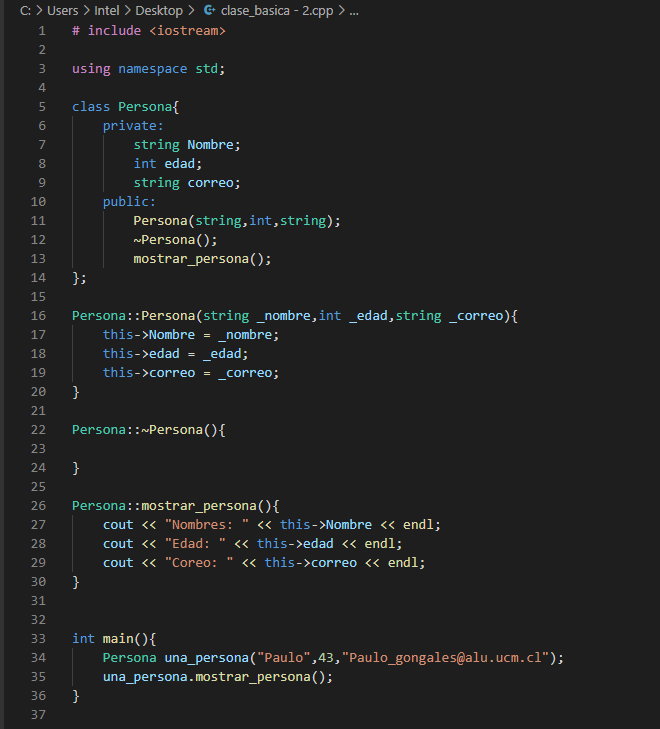 C: > Users > Intel > Desktop > clase_basica - 2.cpp > ...
1 # include <iostream>
2
3 using namespace std;
4
5 class Persona{
6     private:
7         string Nombre;
8         int edad;
9         string correo;
10     public:
11         Persona(string,int,string);
12         ~Persona();
13         mostrar_persona();
14 };
15
16 Persona::Persona(string _nombre,int _edad,string _correo){
17     this->Nombre = _nombre;
18     this->edad = _edad;
19     this->correo = _correo;
20 }
21
22 Persona::~Persona(){
23
24 }
25
26 Persona::mostrar_persona(){
27     cout << "Nombres: " << this->Nombre << endl;
28     cout << "Edad: " << this->edad << endl;
29     cout << "Coreo: " << this->correo << endl;
30 }
31
32
33 int main(){
34     Persona una_persona("Paulo",43,"Paulo_gongales@alu.ucm.cl");
35     una_persona.mostrar_persona();
36 }
37